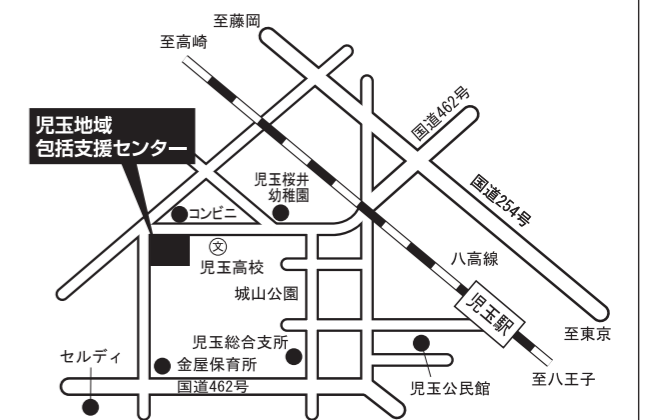 至藤岡
至高崎
国道462号
児玉地域
包括支援センター
児玉桜井
幼稚園
国道254号
コンビニ
文
児玉高校
八高線
城山公園
児玉駅
至東京
児玉総合支所
セルディ
金屋保育所
至八王子
国道462号
児玉公民館